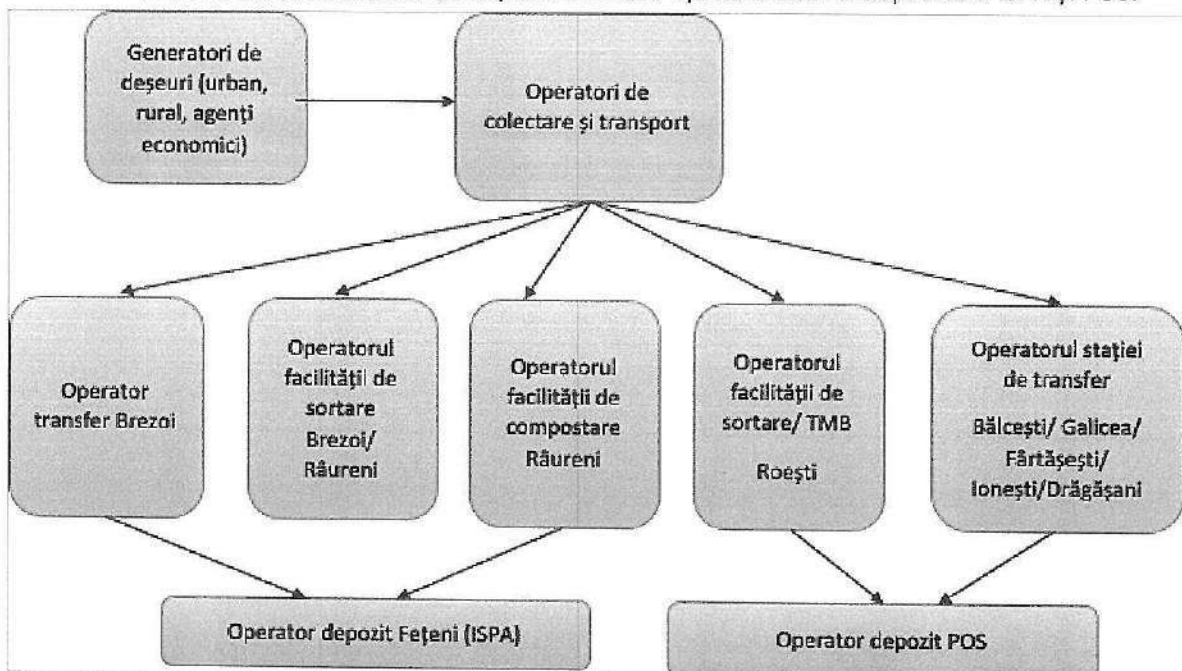 Generatori de
deșeuri (urban,
rural, agenți
economici)
Operatori de
colectare și transport
Operator
transfer Brezoi
Operatorul
facilității de
sortare
Brezoi/
Râureni
Operatorul
facilității de
compostare
Râureni
Operatorul
facilității de
sortare/ TMB
Roești
Operatorul stației
de transfer
Bălcești/ Galicea/
Fârtășești/
Ionești/Drăgășani
Operator depozit Fețeni (ISPA)
Operator depozit POS